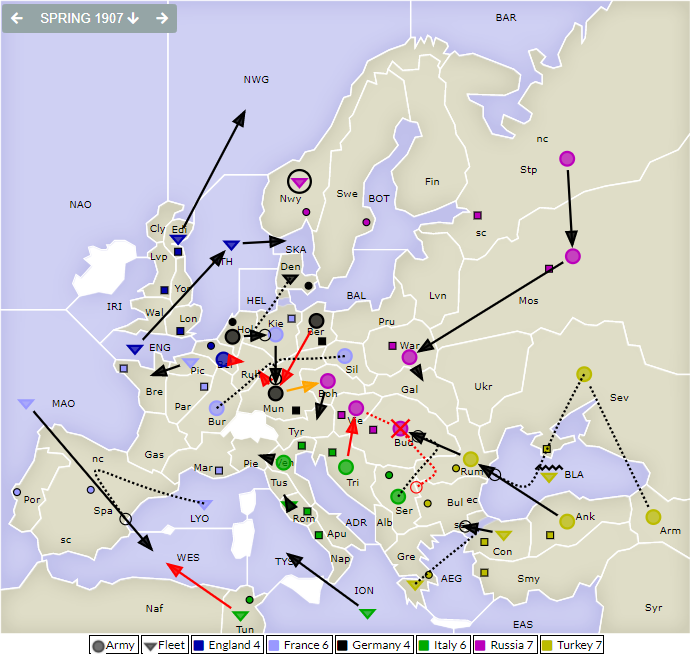 ← SPRING 1907 ↓ →
BAR
NWG
nc
Stp
Fin
NAO
Nwy
Swe
BOT
Cly
Edi
sc
Lvp
TH
SKA
Den
Yor
IRI
HEL
BAL
Lvn
Mos
Wal
Lon
Hol
Kie
Ber
Pru
ENG
War
Bel
Ruh
Sil
Pic
Gal
Ukr
Bre
Mun
Boh
MAO
Par
Bur
Vie
Sev
Tyr
Bud
Gas
nc
Mar
Pie
Ven
Rum
BLA
Tus
Tri
Por
Spa
LYO
Rom
ADR
Ser
Bul
ec
Ank
Arm
Alb
Apu
sc
Con
sc
WES
Nap
Gre
TYS
AEG
Smy
Naf
ION
Syr
Tun
EAS
Army Fleet England 4 France 6 Germany 4 Italy 6 Russia 7 Turkey 7